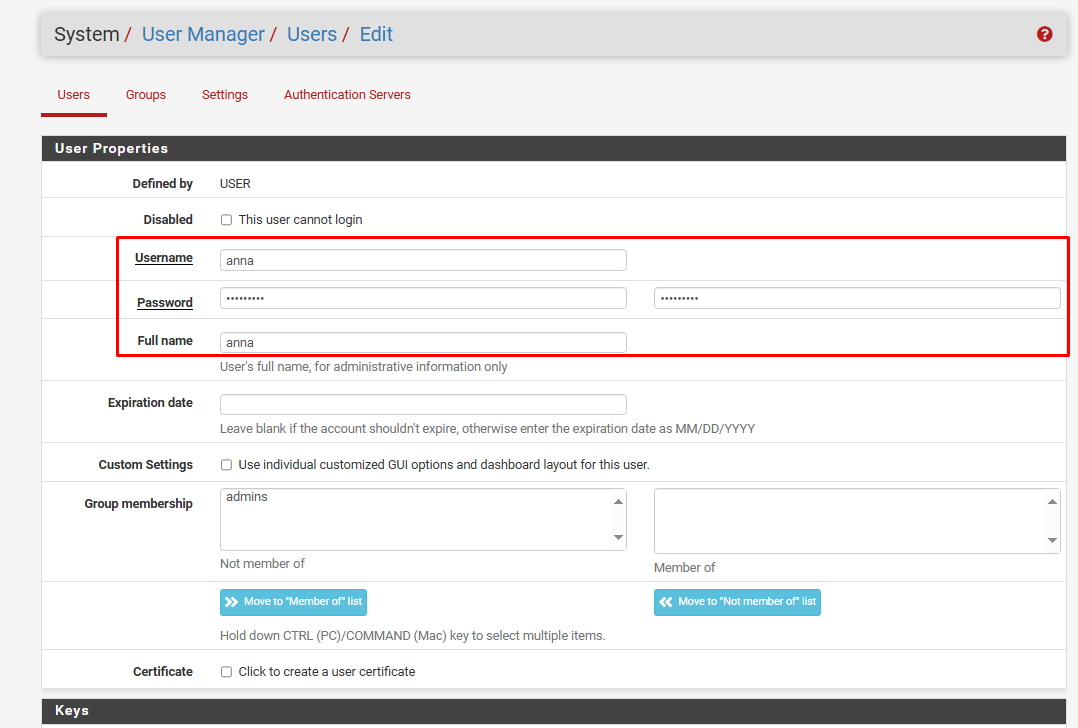 System / User Manager / Users / Edit
Users Groups Settings Authentication Servers
User Properties
Defined by USER
Disabled This user cannot login
Username anna
Password ••••••••• •••••••••
Full name anna
User's full name, for administrative information only
Expiration date
Leave blank if the account shouldn't expire, otherwise enter the expiration date as MM/DD/YYYY
Custom Settings Use individual customized GUI options and dashboard layout for this user.
Group membership admins
Not member of Member of
Move to "Member of" list Move to "Not member of" list
Hold down CTRL (PC)/COMMAND (Mac) key to select multiple items.
Certificate Click to create a user certificate
Keys